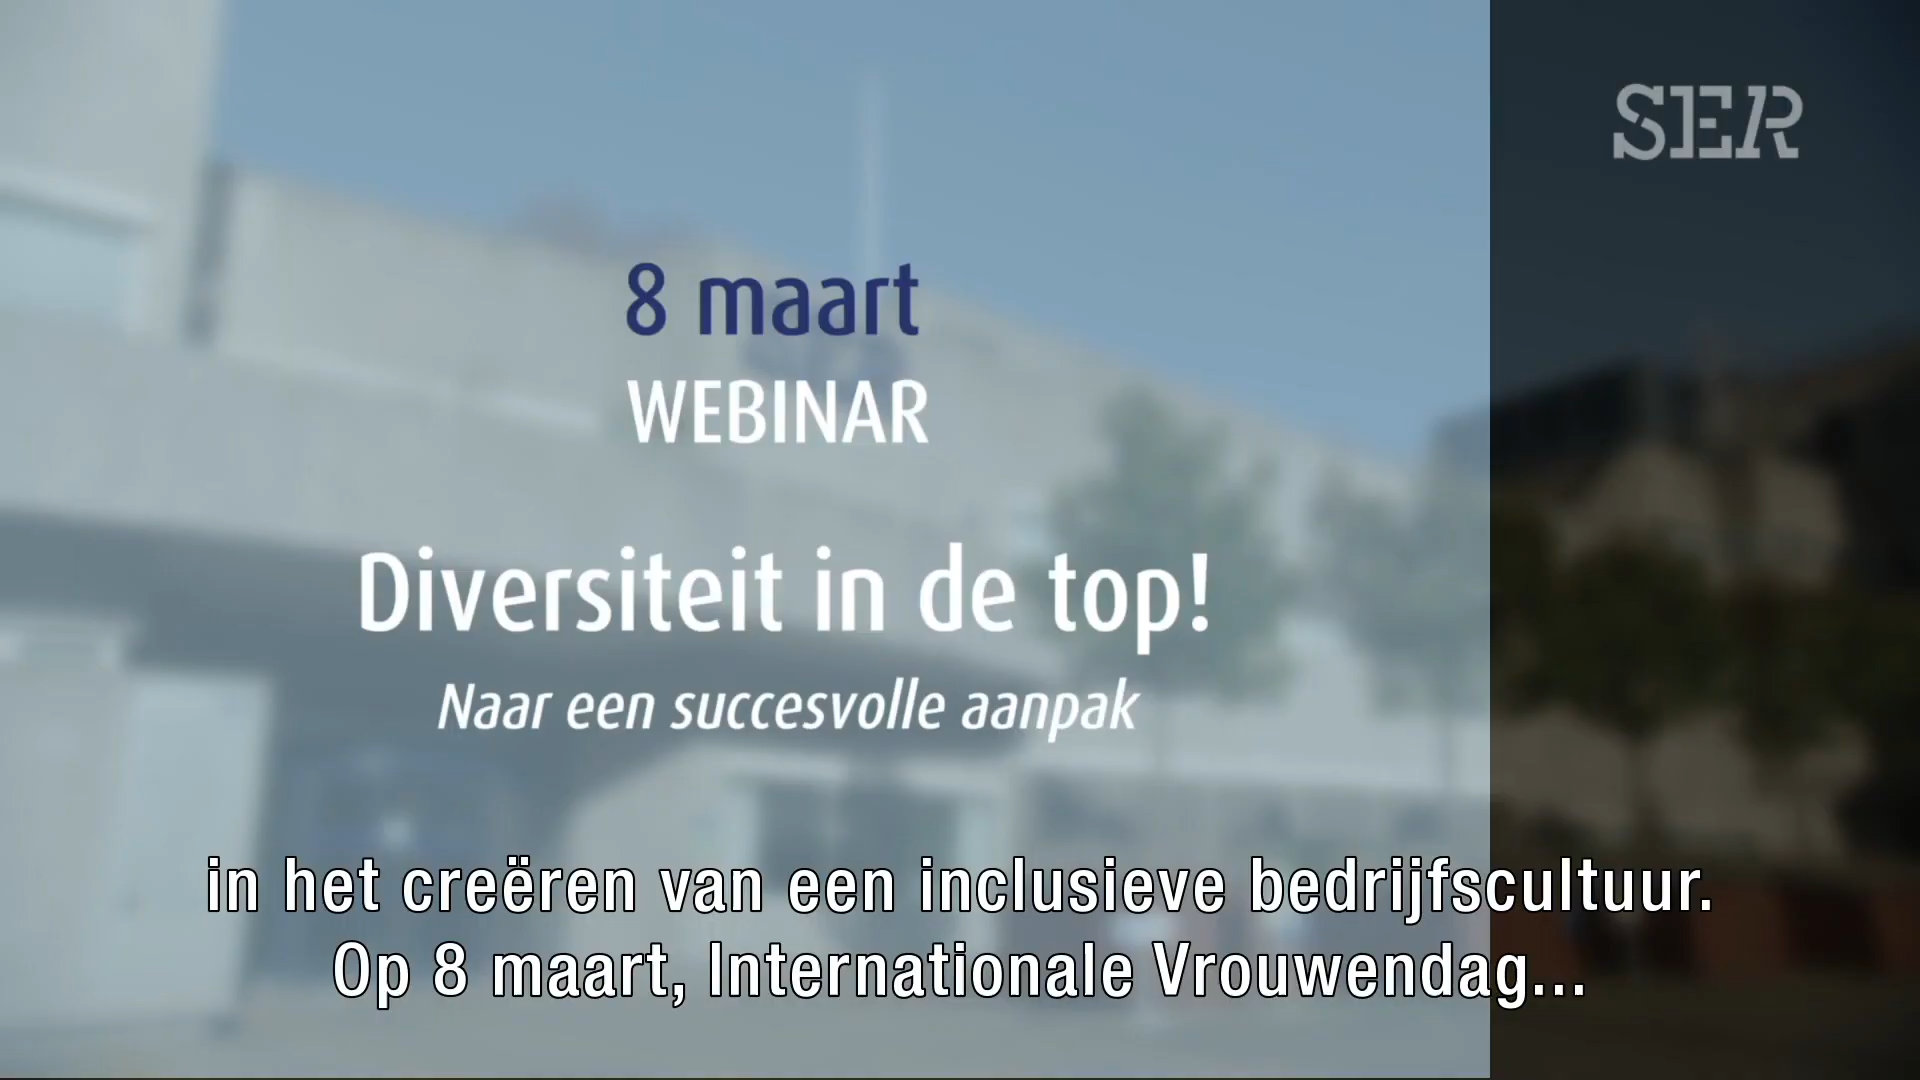 SER
8 maart
WEBINAR
Diversiteit in de top!
Naar een succesvolle aanpak
in het creëren van een inclusieve bedrijfscultuur.
Op 8 maart, Internationale Vrouwendag...